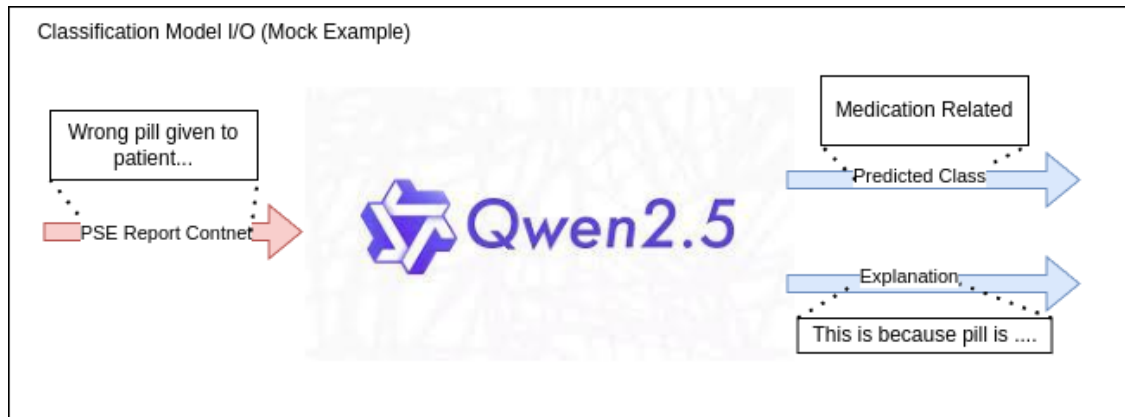 Classification Model I/O (Mock Example)
Wrong pill given to
patient...
PSE Report Contnet
Qwen2.5
Medication Related
Predicted Class
Explanation
This is because pill is ....